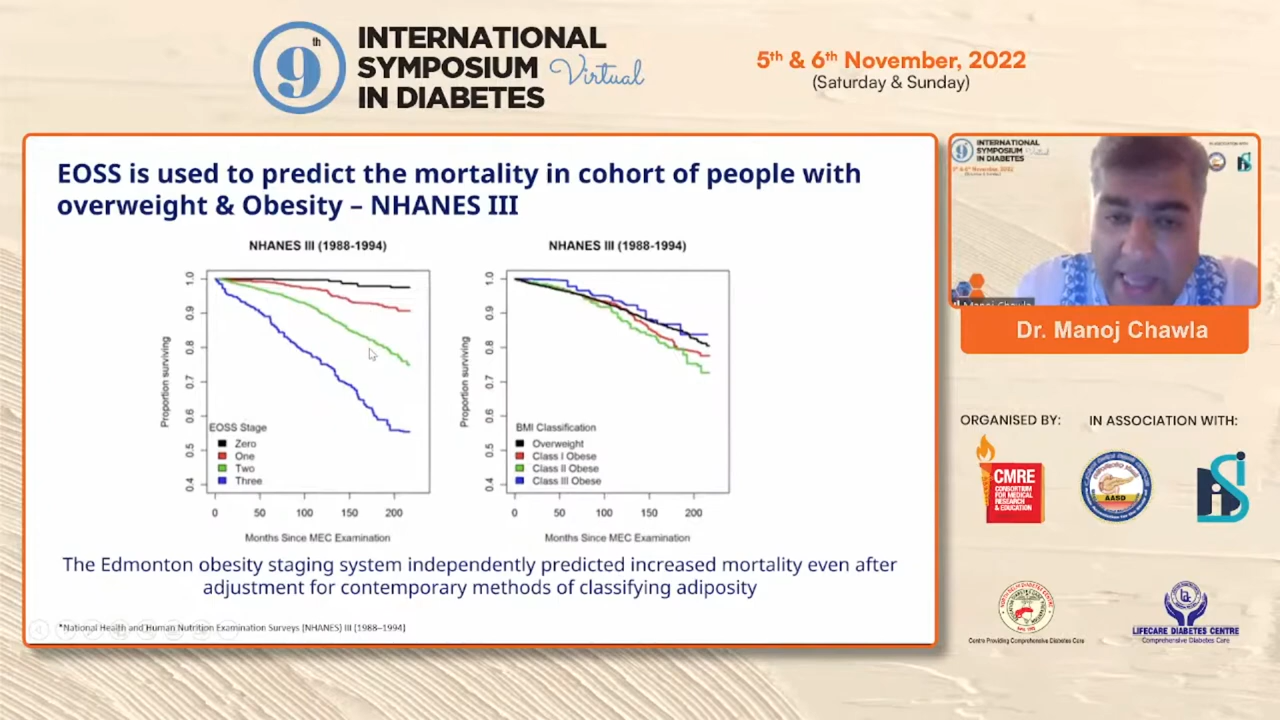 9th
INTERNATIONAL
SYMPOSIUM Virtual
IN DIABETES
5th & 6th November, 2022
(Saturday & Sunday)
EOSS is used to predict the mortality in cohort of people with
overweight & Obesity – NHANES III
NHANES III (1988-1994)
Proportion surviving
1.0
0.9
0.8
0.7
0.6
0.5
0.4
EOSS Stage
Zero
One
Two
Three
0 50 100 150 200
Months Since MEC Examination
NHANES III (1988-1994)
Proportion surviving
1.0
0.9
0.8
0.7
0.6
0.5
0.4
BMI Classification
Overweight
Class I Obese
Class II Obese
Class III Obese
0 50 100 150 200
Months Since MEC Examination
The Edmonton obesity staging system independently predicted increased mortality even after
adjustment for contemporary methods of classifying adiposity
*National Health and Human Nutrition Examination Surveys [NHANES] III (1988–1994]
9
INTERNATIONAL
SYMPOSIUM
IN DIABETES
Manoj Chawla
Dr. Manoj Chawla
ORGANISED BY:
IN ASSOCIATION WITH:
CMRE
CONSORTIUM
FOR MEDICAL
RESEARCH
& EDUCATION
AASD
Centre Providing Comprehensive Diabetes Care
LIFECARE DIABETES CENTRE
Comprehensive Diabetes Care